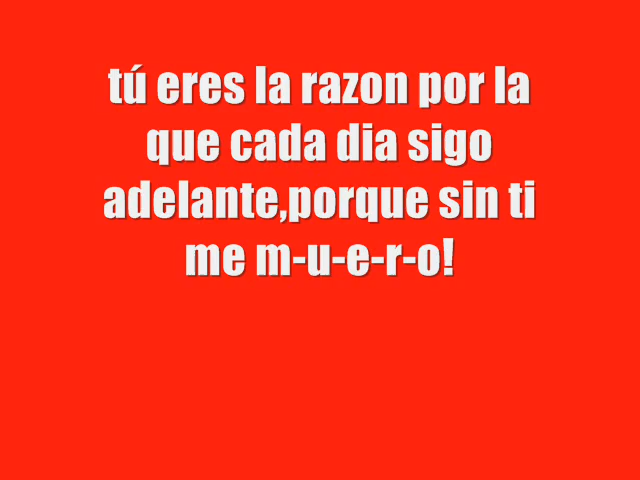 tú eres la razon por la
que cada dia sigo
adelante,porque sin ti
me m-u-e-r-o!